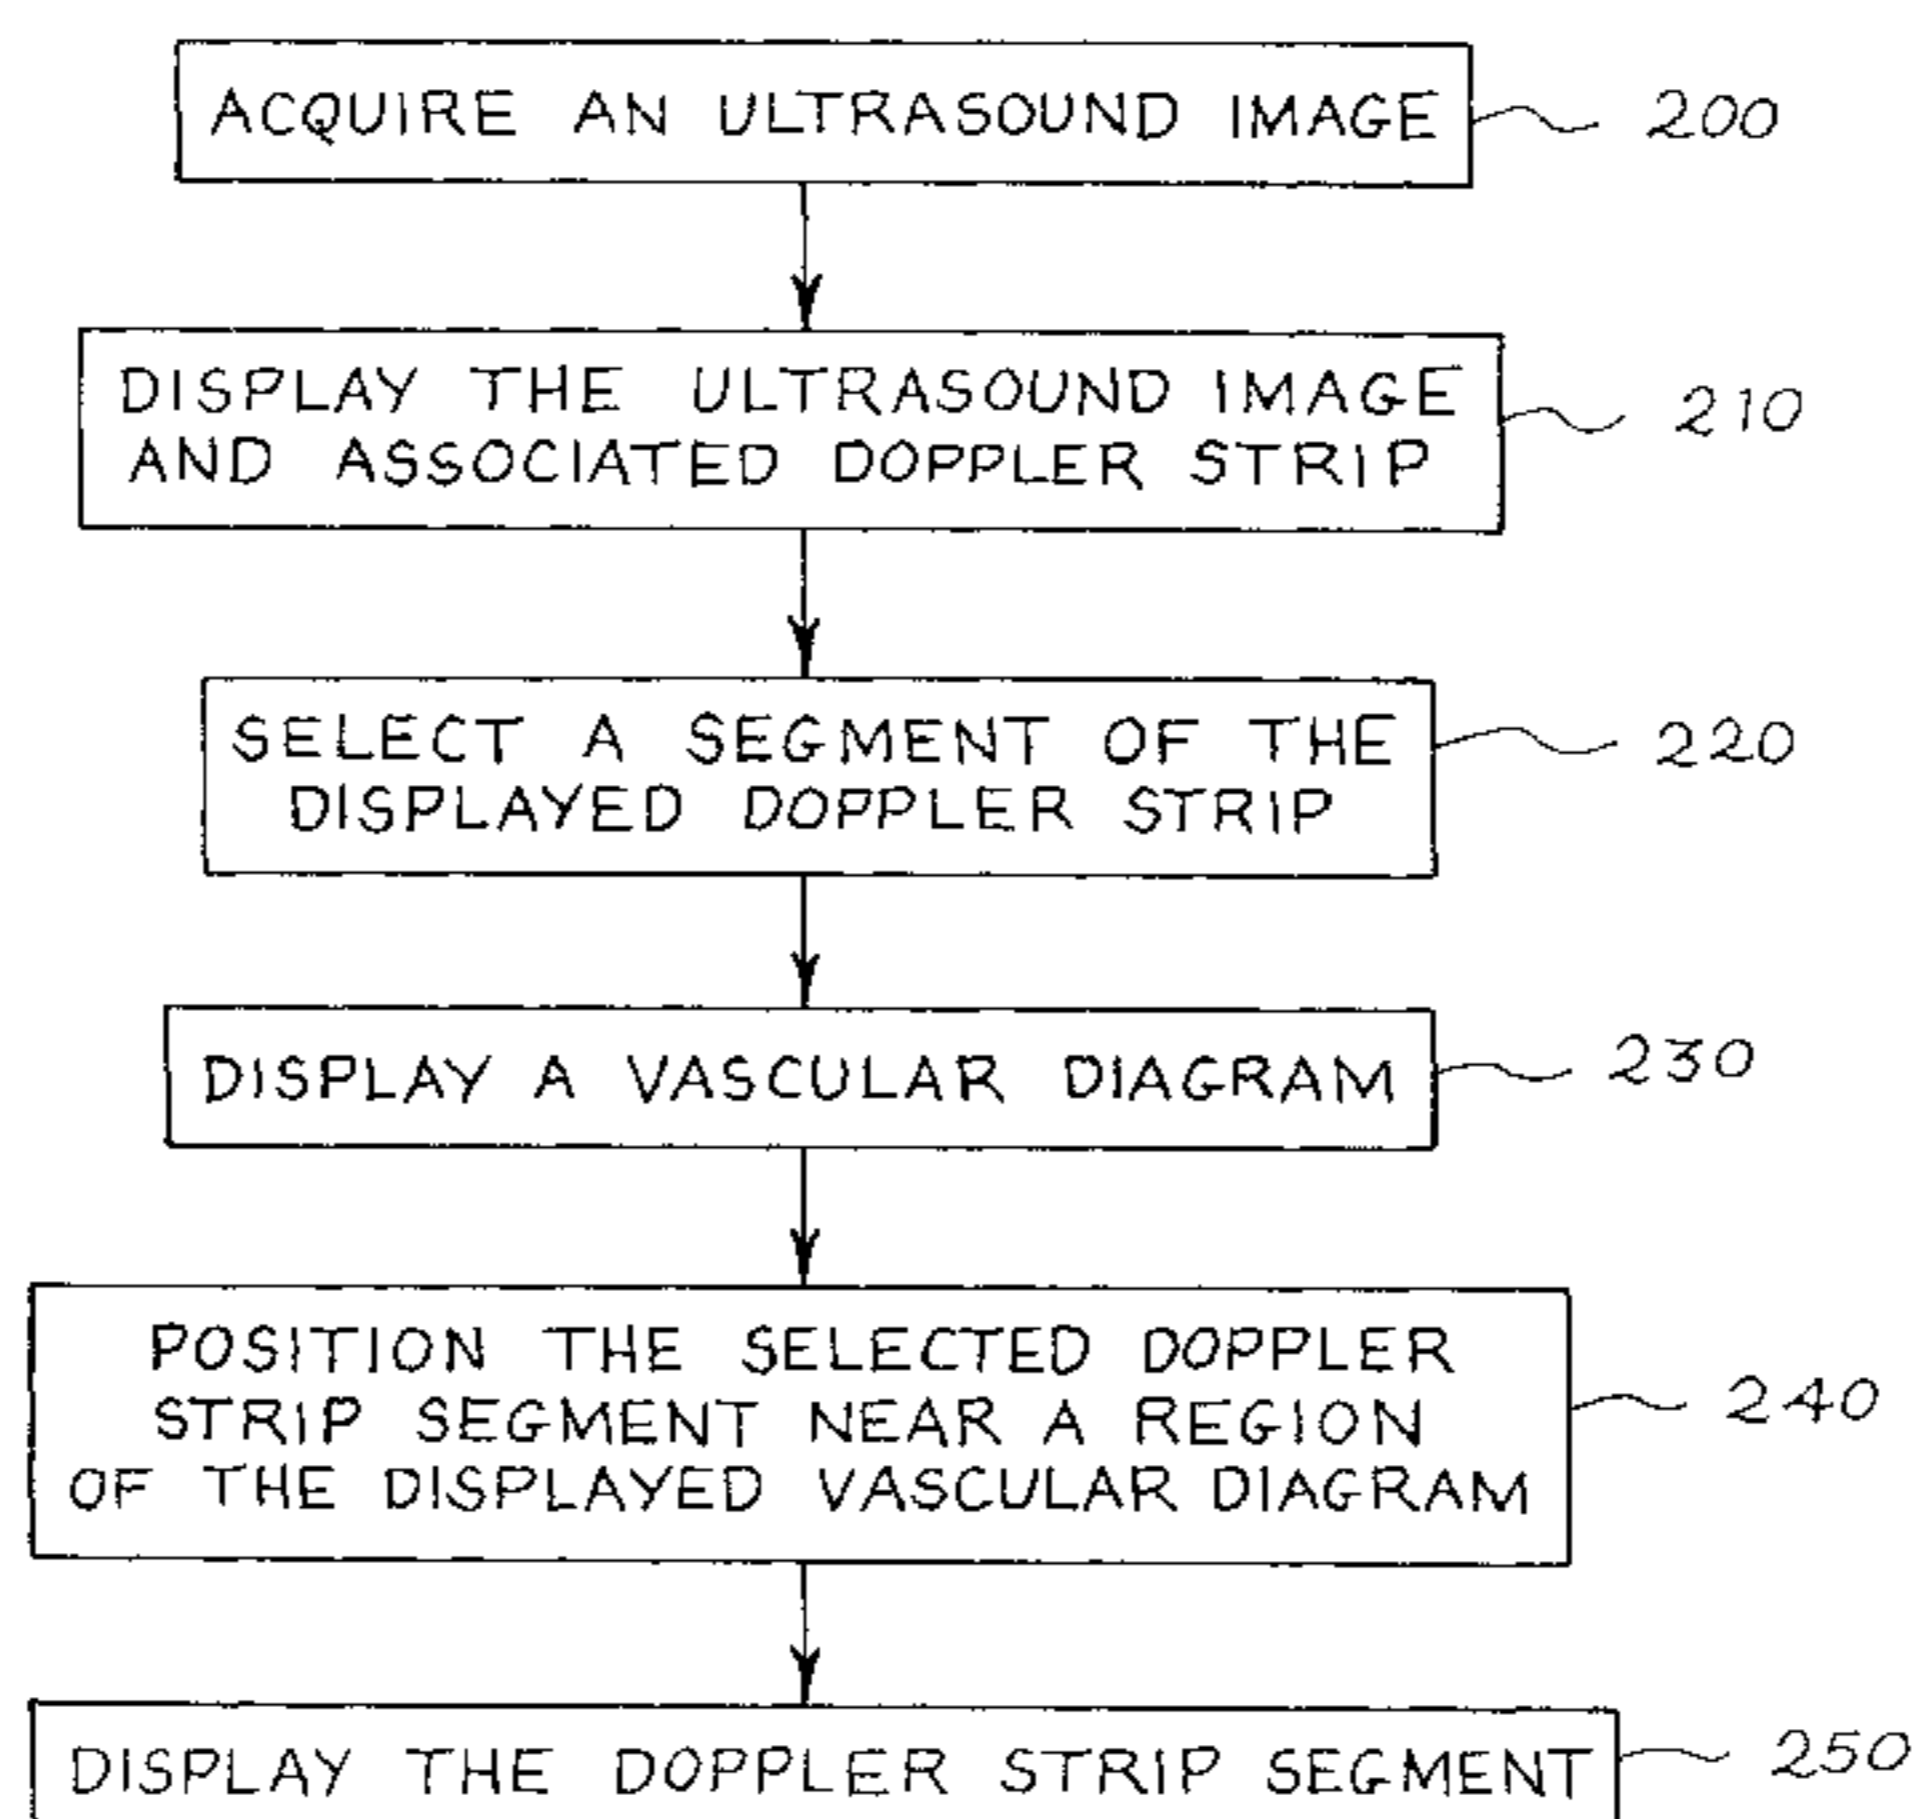 ACQUIRE AN ULTRASOUND IMAGE 200
DISPLAY THE ULTRASOUND IMAGE
AND ASSOCIATED DOPPLER STRIP 210
SELECT A SEGMENT OF THE
DISPLAYED DOPPLER STRIP 220
DISPLAY A VASCULAR DIAGRAM 230
POSITION THE SELECTED DOPPLER
STRIP SEGMENT NEAR A REGION
OF THE DISPLAYED VASCULAR DIAGRAM 240
DISPLAY THE DOPPLER STRIP SEGMENT 250